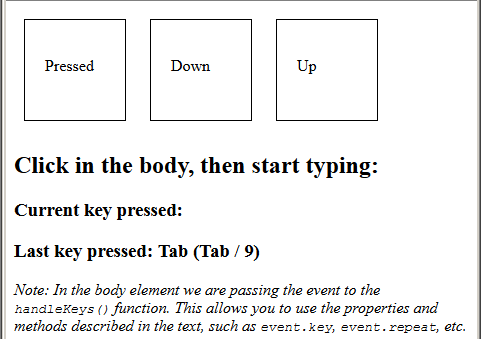 Pressed Down Up
Click in the body, then start typing:
Current key pressed:
Last key pressed: Tab (Tab / 9)
Note: In the body element we are passing the event to the
handleKeys() function. This allows you to use the properties and
methods described in the text, such as event.key, event.repeat, etc.